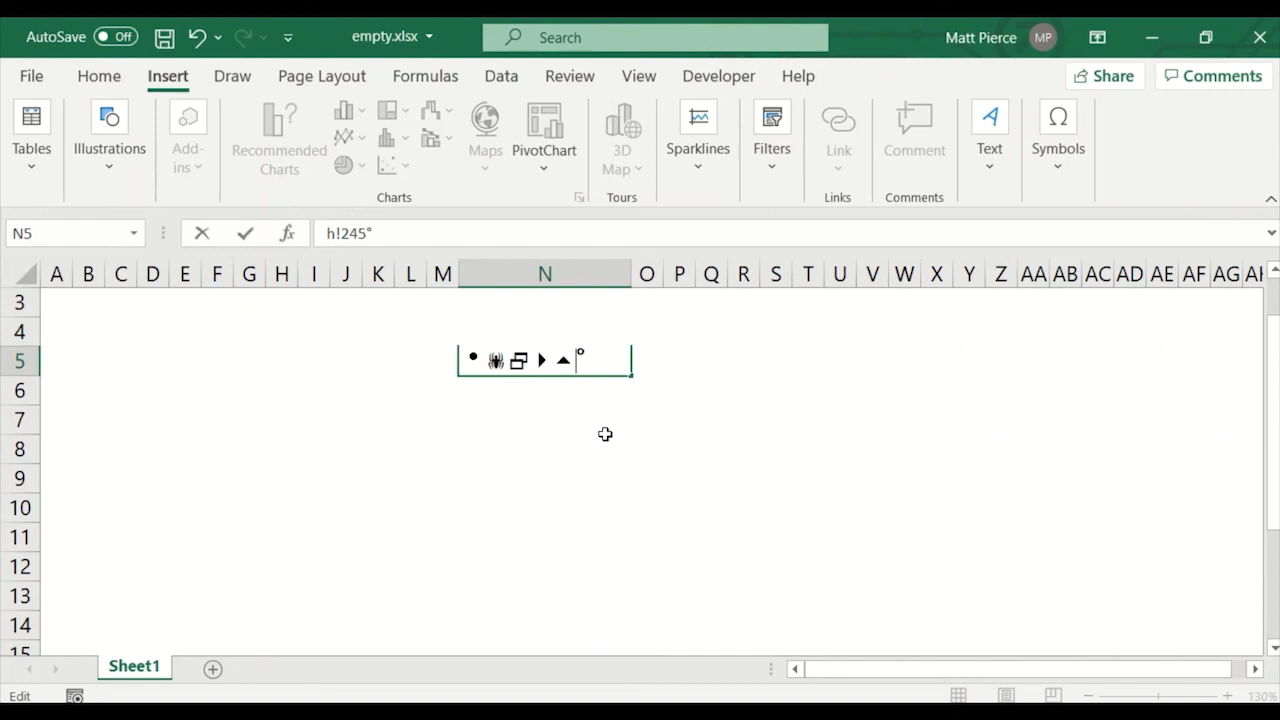 AutoSave Off empty.xlsx Search Matt Pierce MP
File Home Insert Draw Page Layout Formulas Data Review View Developer Help Share Comments
Tables Illustrations Add-ins Recommended Charts Maps PivotChart 3D Map Sparklines Filters Link Comment Text Symbols
Charts Tours Links Comments
N5 fx h!245°
A B C D E F G H I J K L M N O P Q R S T U V W X Y Z AA AB AC AD AE AF AG
3
4
5 • 🕷 🗗 ⏵ ⏶ °
6
7
8
9
10
11
12
13
14
15
Sheet1
Edit 130%